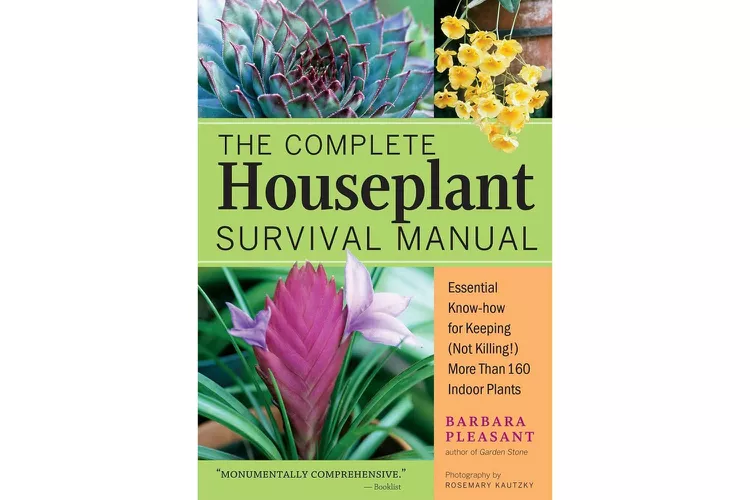 THE COMPLETE
Houseplant
SURVIVAL MANUAL
Essential
Know-how
for Keeping
(Not Killing!)
More Than 160
Indoor Plants
BARBARA
PLEASANT
author of Garden Stone
Photography by
ROSEMARY KAUTZKY
“MONUMENTALLY COMPREHENSIVE.”
— Booklist